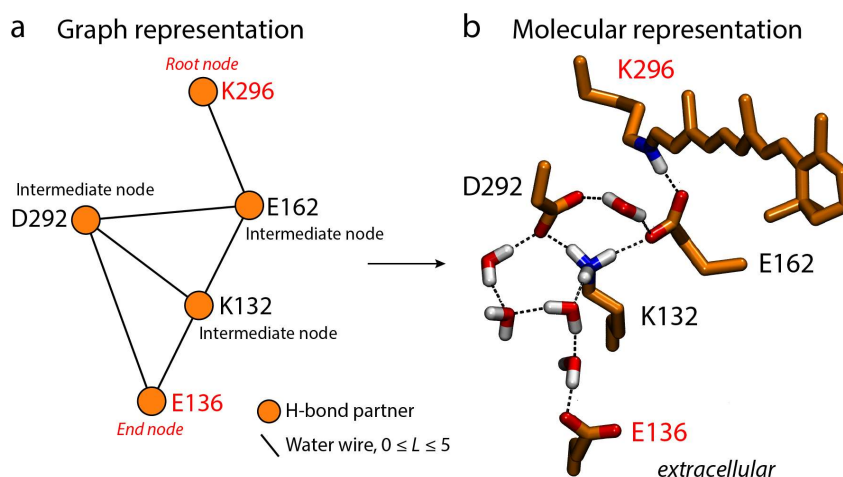 a Graph representation
Root node
K296
Intermediate node
D292
E162
Intermediate node
K132
Intermediate node
E136
End node
H-bond partner
Water wire, 0 ≤ L ≤ 5
b Molecular representation
K296
D292
E162
K132
E136
extracellular